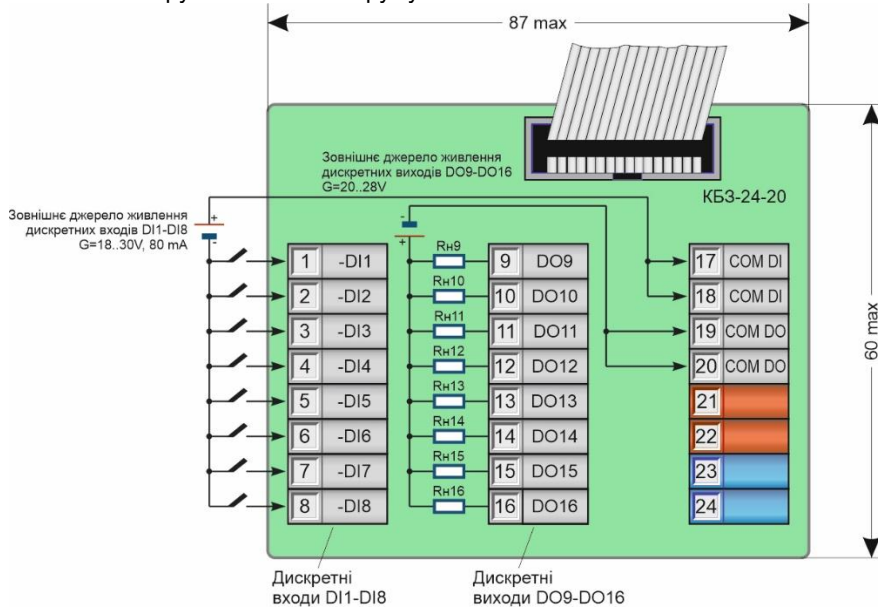 87 max
Зовнішнє джерело живлення
дискретних виходів DO9-DO16
G=20..28V
КБЗ-24-20
Зовнішнє джерело живлення
дискретних входів DI1-DI8
G=18..30V, 80 mA
+
-
-
+
1 -DI1
2 -DI2
3 -DI3
4 -DI4
5 -DI5
6 -DI6
7 -DI7
8 -DI8
Rн9
Rн10
Rн11
Rн12
Rн13
Rн14
Rн15
Rн16
9 DO9
10 DO10
11 DO11
12 DO12
13 DO13
14 DO14
15 DO15
16 DO16
17 COM DI
18 COM DI
19 COM DO
20 COM DO
21
22
23
24
60 max
Дискретні
входи DI1-DI8
Дискретні
виходи DO9-DO16